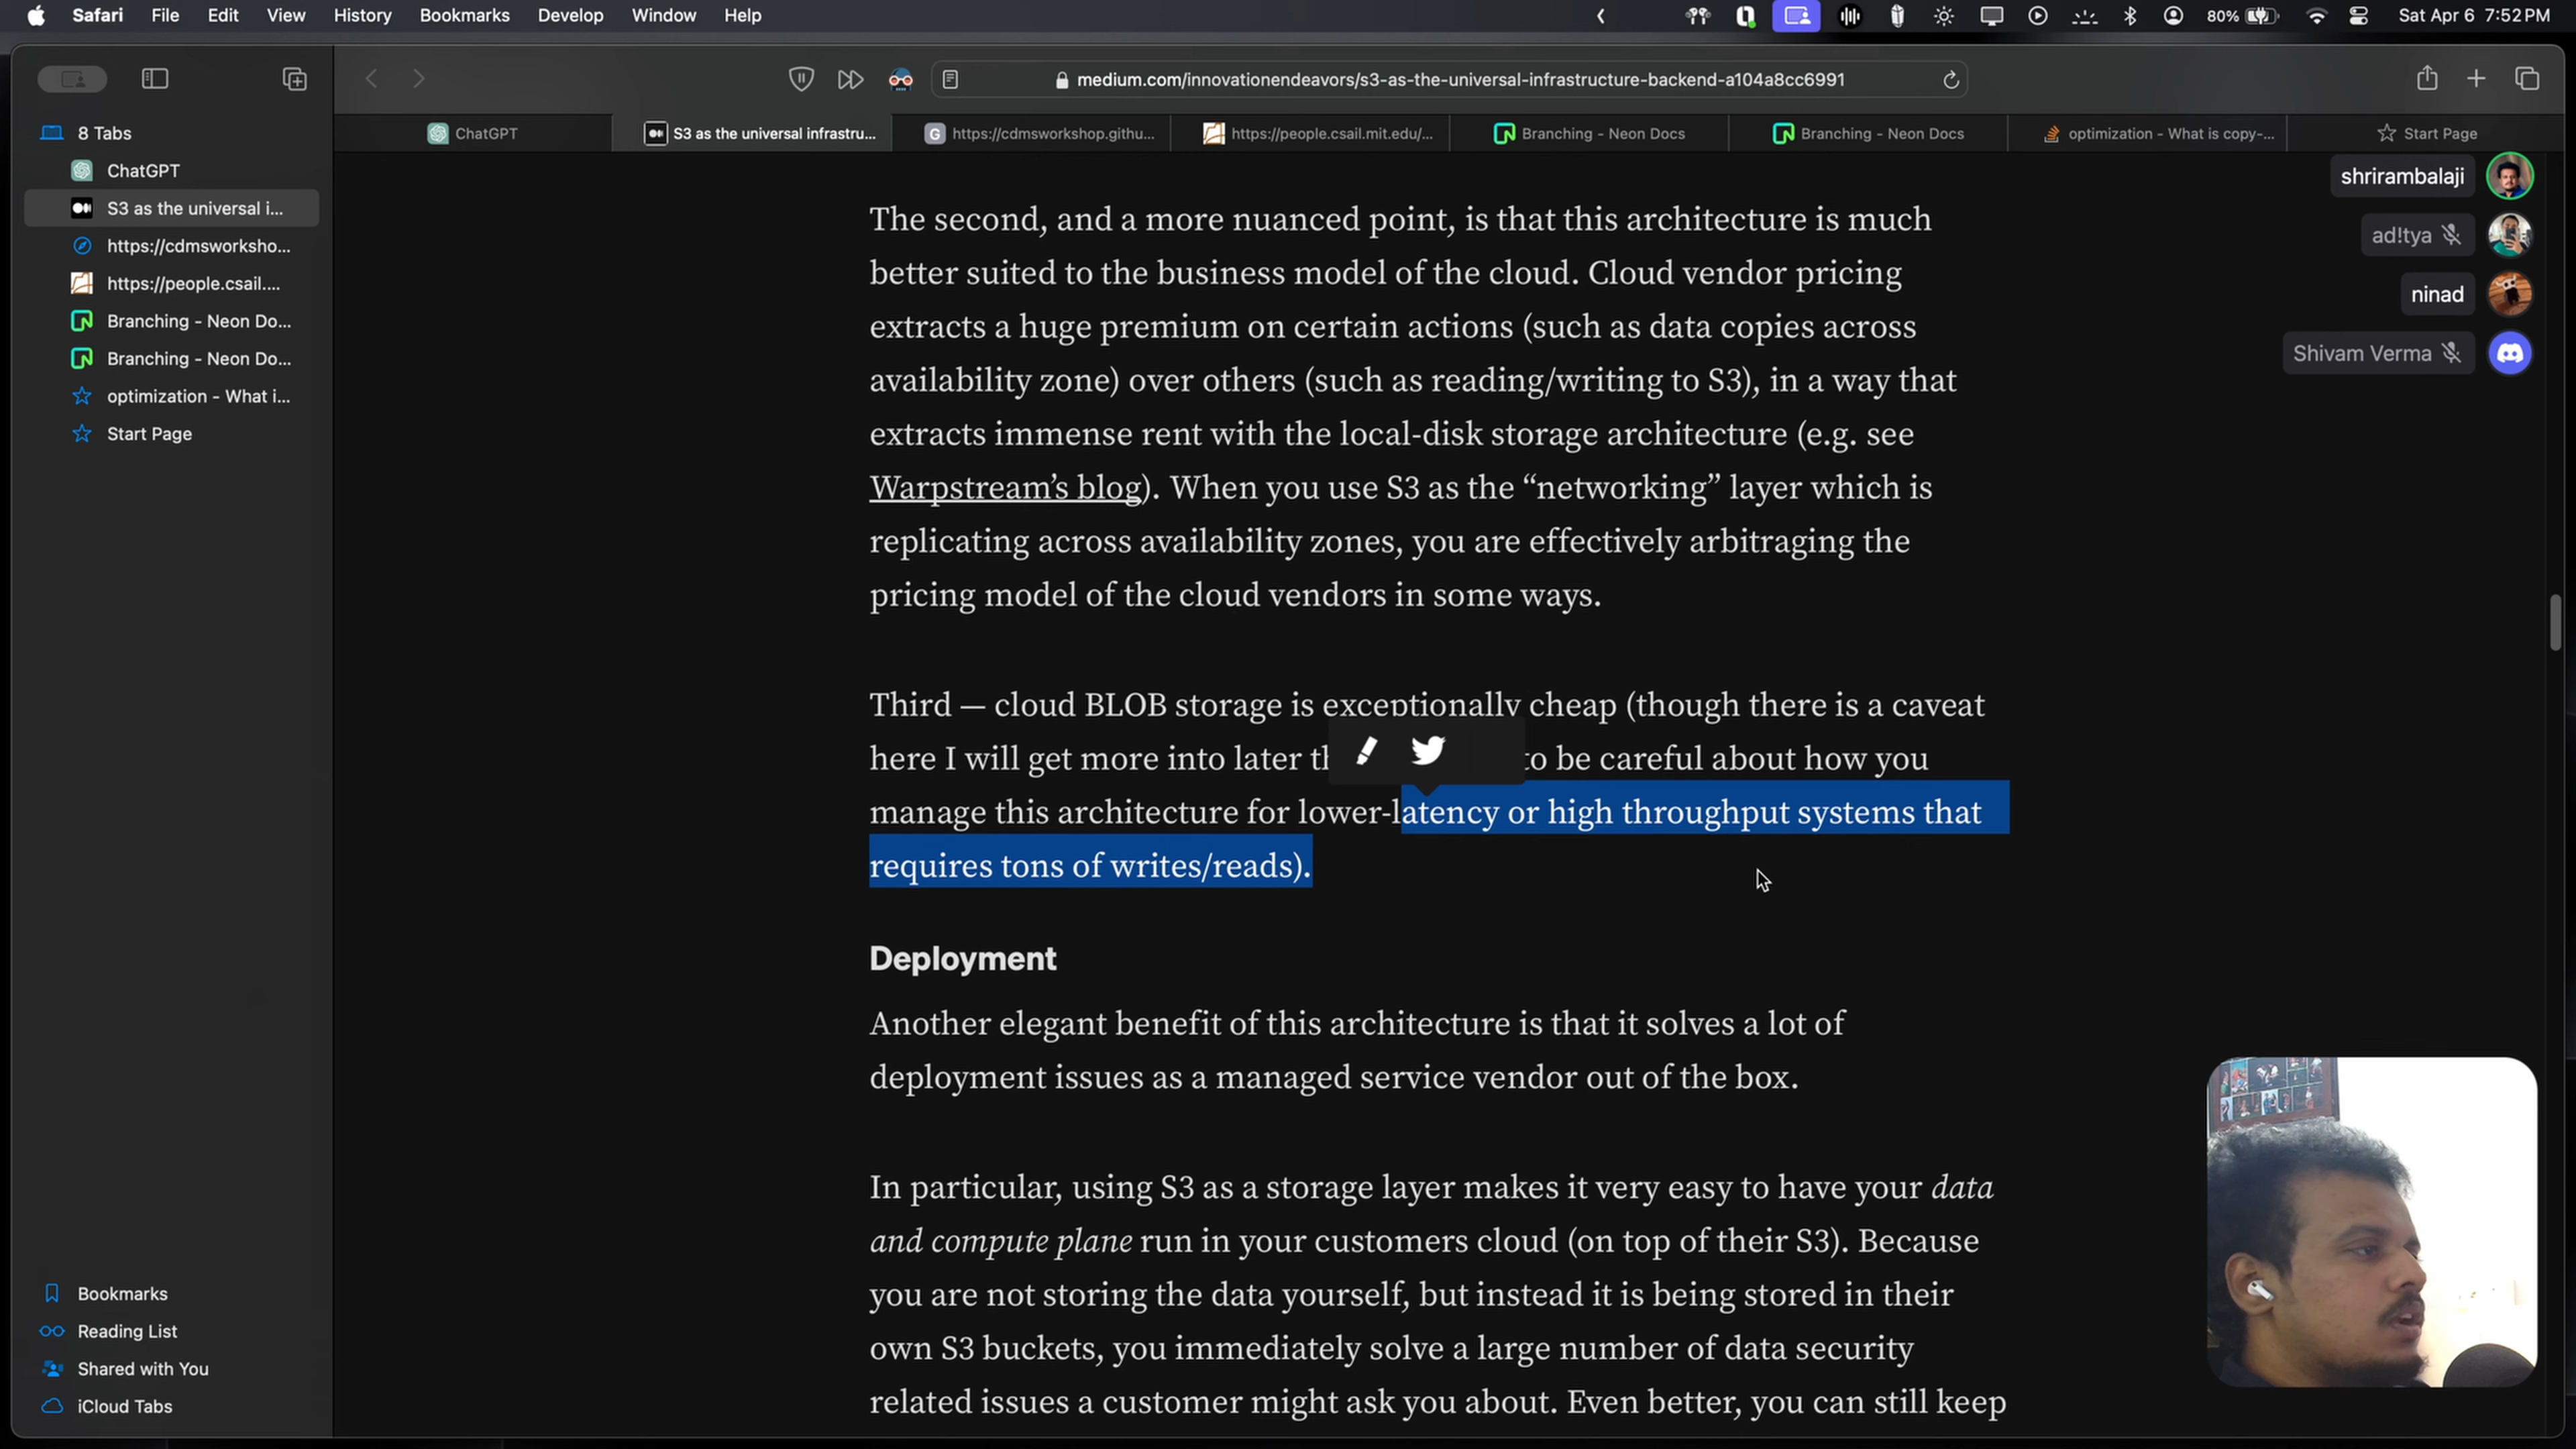 Safari File Edit View History Bookmarks Develop Window Help
80%
Sat Apr 6 7:52 PM
medium.com/innovationendeavors/s3-as-the-universal-infrastructure-backend-a104a8cc6991
8 Tabs
ChatGPT
S3 as the universal i...
https://cdmsworksho...
https://people.csail....
Branching - Neon Do...
Branching - Neon Do...
optimization - What i...
Start Page
Bookmarks
Reading List
Shared with You
iCloud Tabs
ChatGPT
S3 as the universal infrastru...
G https://cdmsworkshop.githu...
https://people.csail.mit.edu/...
Branching - Neon Docs
Branching - Neon Docs
optimization - What is copy-...
Start Page
shrirambalaji
ad!tya
ninad
Shivam Verma
The second, and a more nuanced point, is that this architecture is much
better suited to the business model of the cloud. Cloud vendor pricing
extracts a huge premium on certain actions (such as data copies across
availability zone) over others (such as reading/writing to S3), in a way that
extracts immense rent with the local-disk storage architecture (e.g. see
Warpstream’s blog). When you use S3 as the “networking” layer which is
replicating across availability zones, you are effectively arbitraging the
pricing model of the cloud vendors in some ways.
Third — cloud BLOB storage is exceptionally cheap (though there is a caveat
here I will get more into later to be careful about how you
manage this architecture for lower-latency or high throughput systems that
requires tons of writes/reads).
Deployment
Another elegant benefit of this architecture is that it solves a lot of
deployment issues as a managed service vendor out of the box.
In particular, using S3 as a storage layer makes it very easy to have your data
and compute plane run in your customers cloud (on top of their S3). Because
you are not storing the data yourself, but instead it is being stored in their
own S3 buckets, you immediately solve a large number of data security
related issues a customer might ask you about. Even better, you can still keep